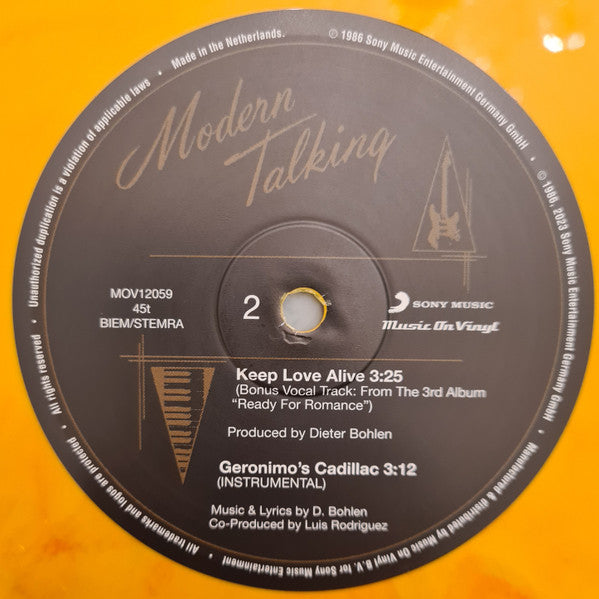 Modern
Talking
MOV12059
45t
BIEM/STEMRA
2
SONY MUSIC
Music On Vinyl
Keep Love Alive 3:25
(Bonus Vocal Track: From The 3rd Album
“Ready For Romance”)
Produced by Dieter Bohlen
Geronimo’s Cadillac 3:12
(INSTRUMENTAL)
Music & Lyrics by D. Bohlen
Co-Produced by Luis Rodriguez
All trademarks and logos are protected • All rights reserved • Unauthorized duplication is a violation of applicable laws • Made in the Netherlands.
℗ 1986 Sony Music Entertainment Germany GmbH • © 1986, 2023 Sony Music Entertainment Germany GmbH • Manufactured & distributed by Music On Vinyl B.V. for Sony Music Entertainment •